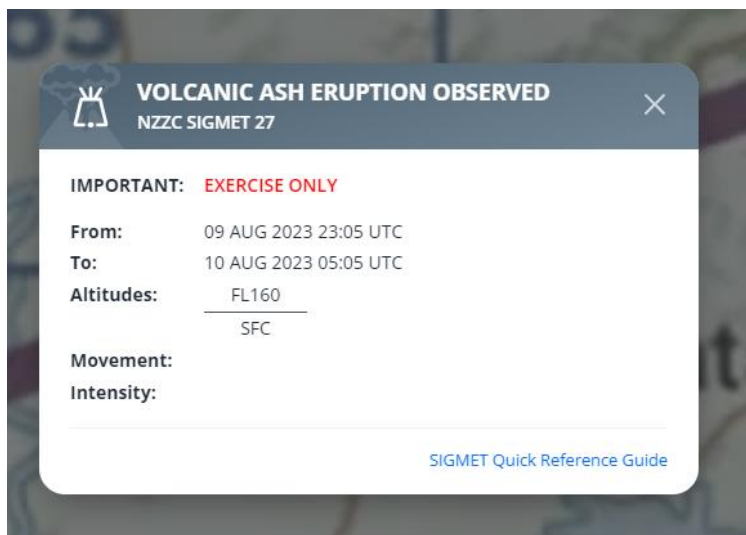 65
VOLCANIC ASH ERUPTION OBSERVED
NZZC SIGMET 27
IMPORTANT: EXERCISE ONLY
From: 09 AUG 2023 23:05 UTC
To: 10 AUG 2023 05:05 UTC
Altitudes: FL160
SFC
Movement:
Intensity:
SIGMET Quick Reference Guide